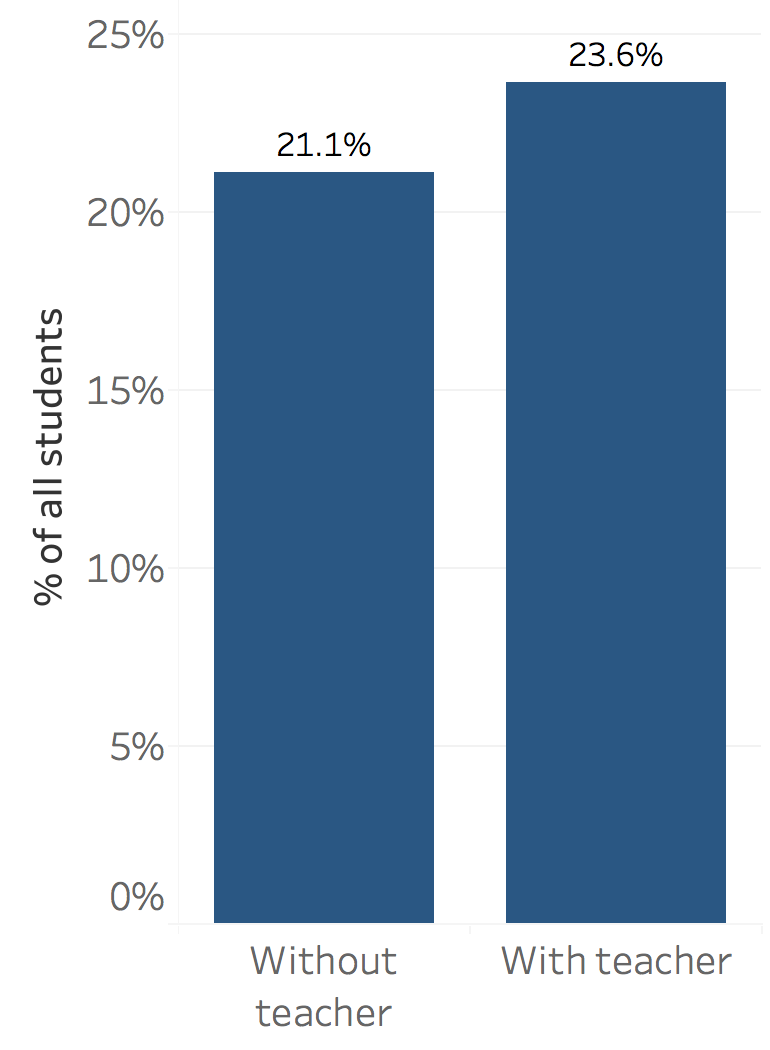 25%
23.6%
21.1%
20%
15%
% of all students
10%
5%
0%
Without
teacher
With teacher